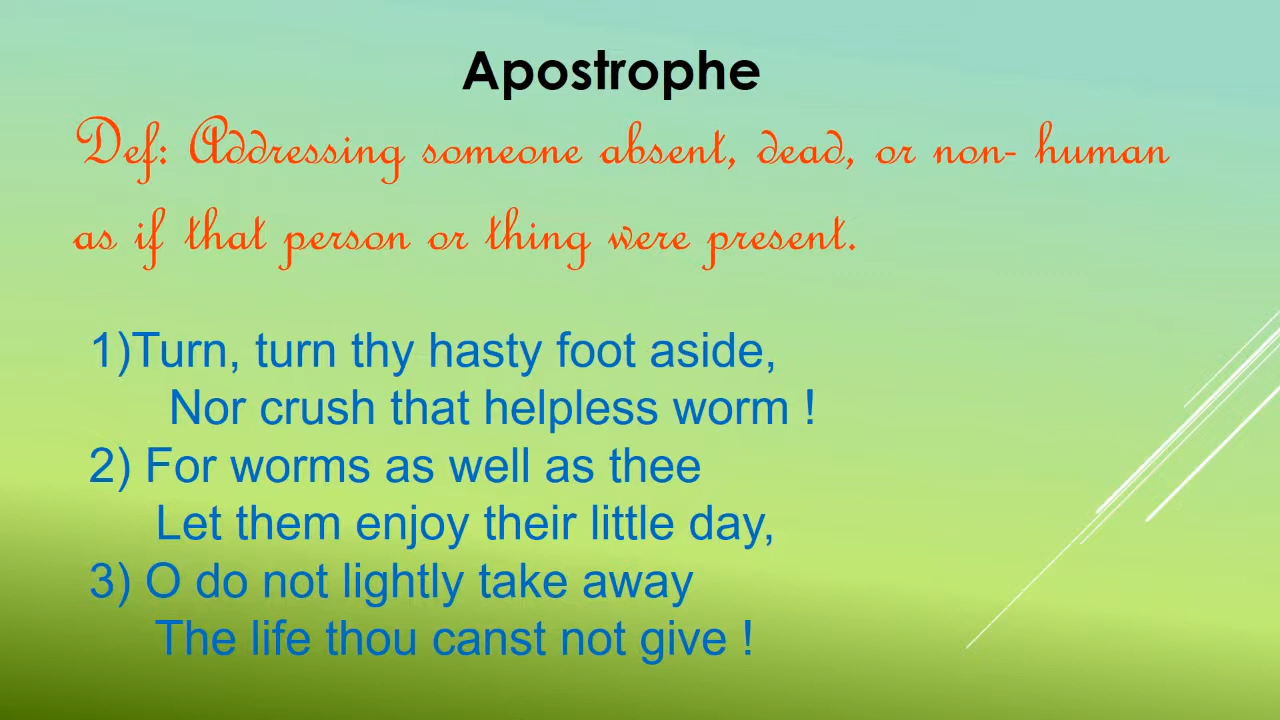 Apostrophe
Def: Addressing someone absent, dead, or non- human
as if that person or thing were present.
1)Turn, turn thy hasty foot aside,
Nor crush that helpless worm !
2) For worms as well as thee
Let them enjoy their little day,
3) O do not lightly take away
The life thou canst not give !